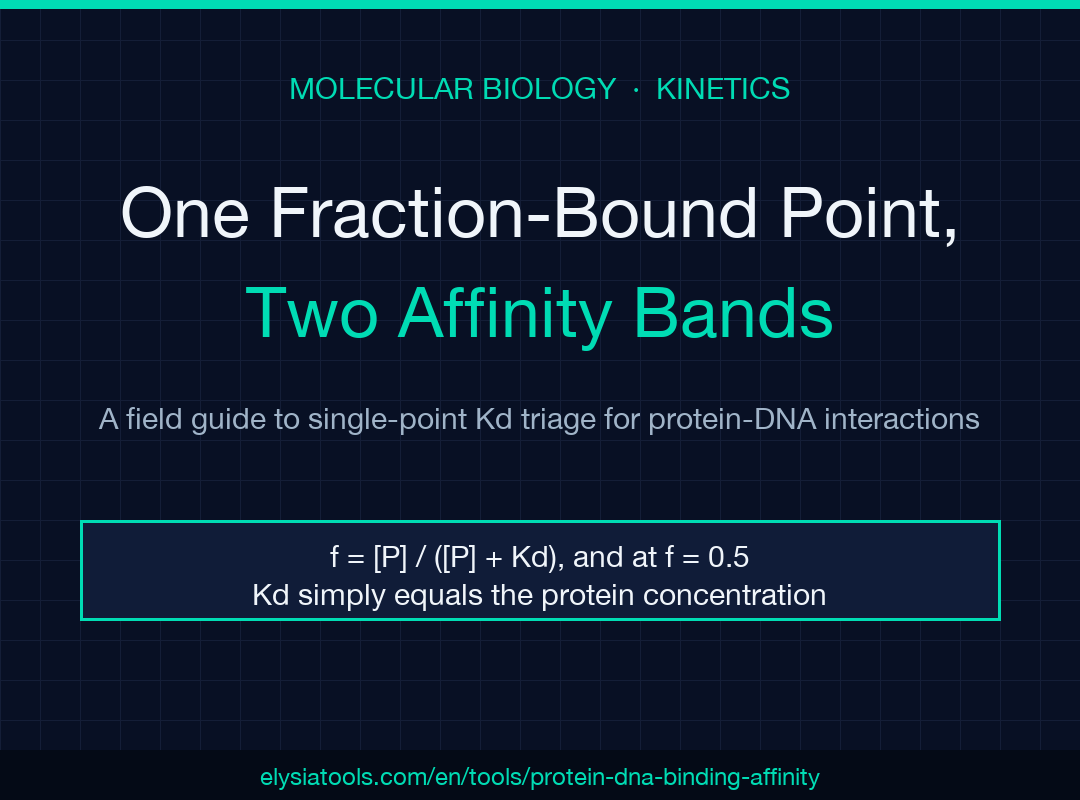 MOLECULAR BIOLOGY · KINETICS
One Fraction-Bound Point,
Two Affinity Bands
A field guide to single-point Kd triage for protein-DNA interactions
f = [P] / ([P] + Kd), and at f = 0.5
Kd simply equals the protein concentration
elysiatools.com/en/tools/protein-dna-binding-affinity